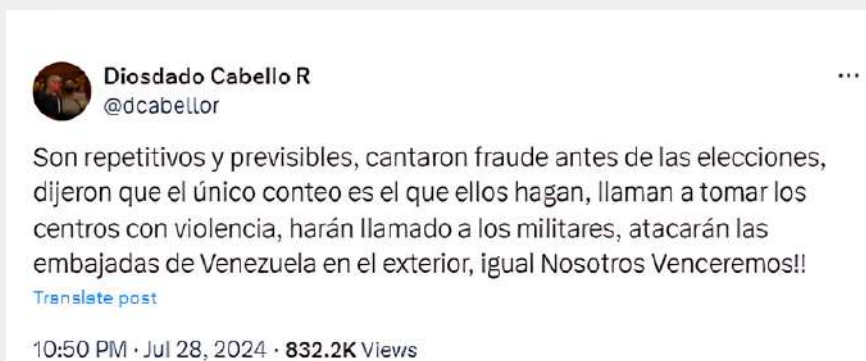 Diosdado Cabello R
@dcabellor
Son repetitivos y previsibles, cantaron fraude antes de las elecciones,
dijeron que el único conteo es el que ellos hagan, llaman a tomar los
centros con violencia, harán llamado a los militares, atacarán las
embajadas de Venezuela en el exterior, igual Nosotros Venceremos!!
Translate post
10:50 PM · Jul 28, 2024 · 832.2K Views